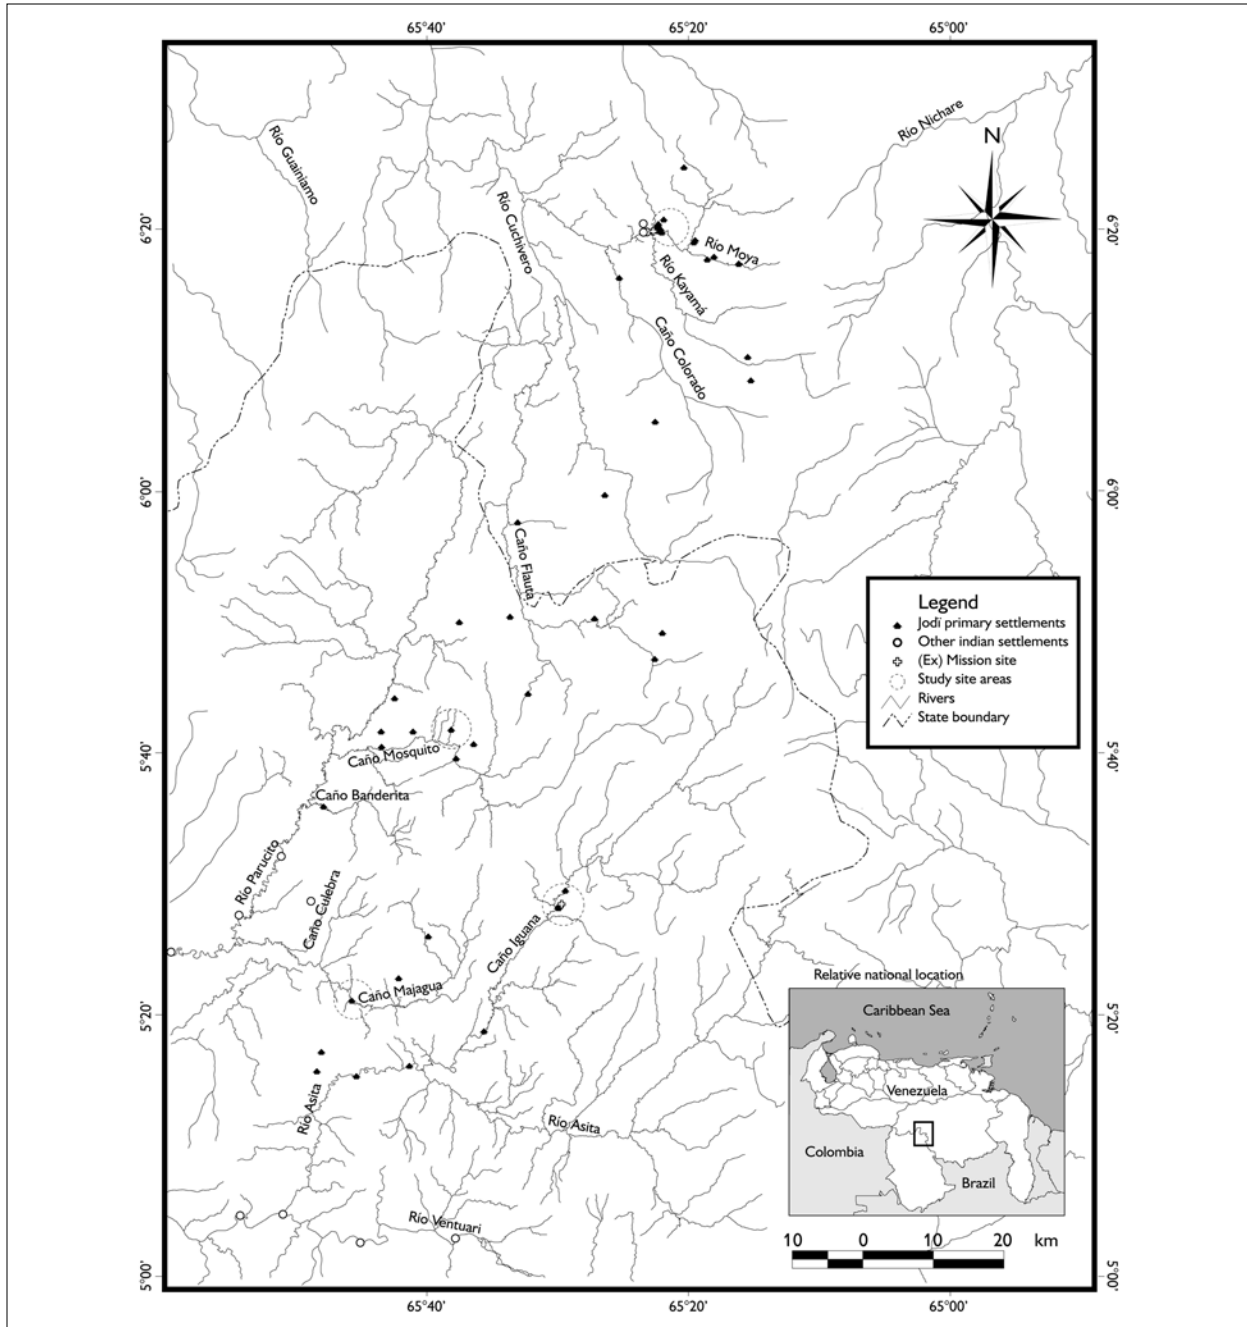 65°40' 65°20' 65°00'
Río Nichare
N
Río Guainiamo
Río Cuchivero
6°20' 6°20'
Río Moya
Río Kayamá
Caño Colorado
6°00' 6°00'
Caño Flauta
Legend
Jodï primary settlements
Other indian settlements
(Ex) Mission site
Study site areas
Rivers
State boundary
5°40' 5°40'
Caño Mosquito
Caño Banderita
Río Parucito
Caño Culebra
Caño Iguana
Caño Majagua
5°20' 5°20'
Relative national location
Caribbean Sea
Venezuela
Colombia
Brazil
Río Asita
Río Asita
Río Ventuari
10 0 10 20 km
5°00' 5°00'
65°40' 65°20' 65°00'